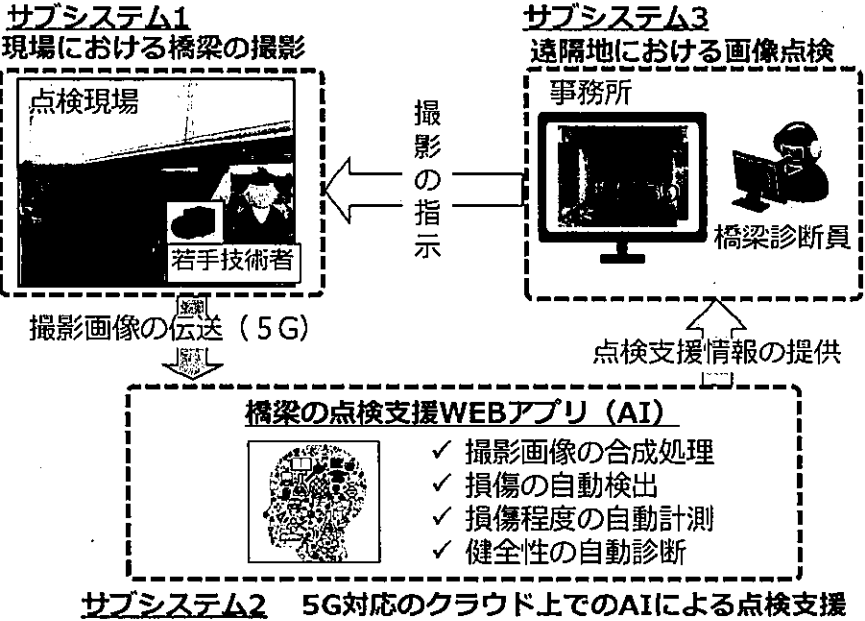 サブシステム1
現場における橋梁の撮影
点検現場
若手技術者
撮影の指示
サブシステム3
遠隔地における画像点検
事務所
橋梁診断員
撮影画像の伝送（5G）
点検支援情報の提供
橋梁の点検支援WEBアプリ（AI）
✓ 撮影画像の合成処理
✓ 損傷の自動検出
✓ 損傷程度の自動計測
✓ 健全性の自動診断
サブシステム2 5G対応のクラウド上でのAIによる点検支援